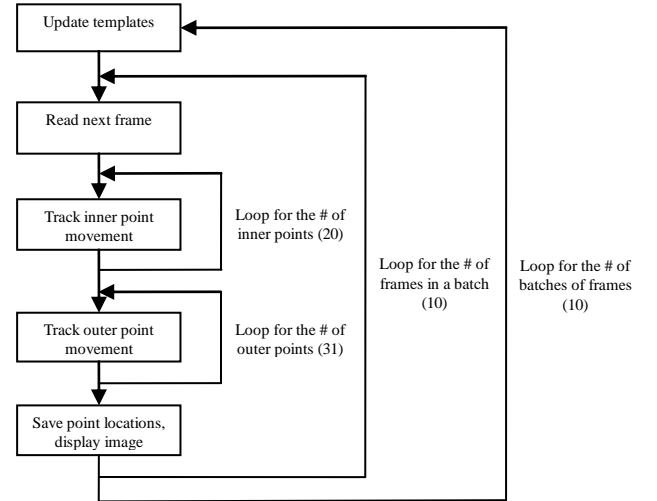 Update templates
Read next frame
Track inner point
movement
Loop for the # of
inner points (20)
Track outer point
movement
Loop for the # of
outer points (31)
Save point locations,
display image
Loop for the # of
frames in a batch
(10)
Loop for the # of
batches of frames
(10)